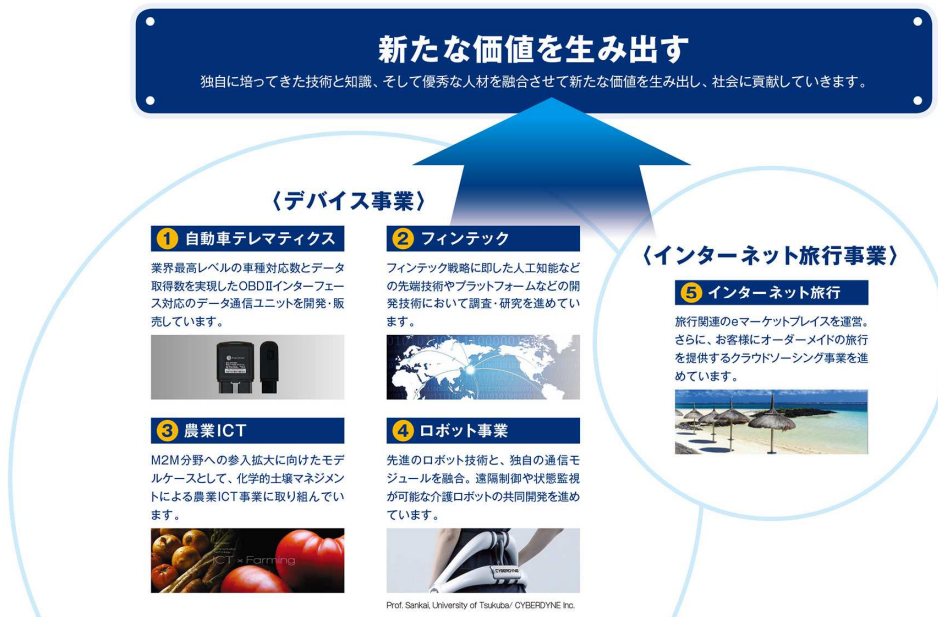 新たな価値を生み出す
独自に培ってきた技術と知識、そして優秀な人材を融合させて新たな価値を生み出し、社会に貢献していきます。
〈デバイス事業〉
1 自動車テレマティクス
業界最高レベルの車種対応数とデータ
取得数を実現したOBDⅡインターフェー
ス対応のデータ通信ユニットを開発・販
売しています。
2 フィンテック
フィンテック戦略に即した人工知能など
の先端技術やプラットフォームなどの開
発技術において調査・研究を進めてい
ます。
3 農業ICT
M2M分野への参入拡大に向けたモデ
ルケースとして、化学的土壌マネジメン
トによる農業ICT事業に取り組んでい
ます。
ICT × Farming
4 ロボット事業
先進のロボット技術と、独自の通信モ
ジュールを融合。遠隔制御や状態監視
が可能な介護ロボットの共同開発を進め
ています。
CYBERDYNE
Prof. Sankai, University of Tsukuba/ CYBERDYNE Inc.
〈インターネット旅行事業〉
5 インターネット旅行
旅行関連のeマーケットプレイスを運営。
さらに、お客様にオーダーメイドの旅行
を提供するクラウドソーシング事業を進
めています。